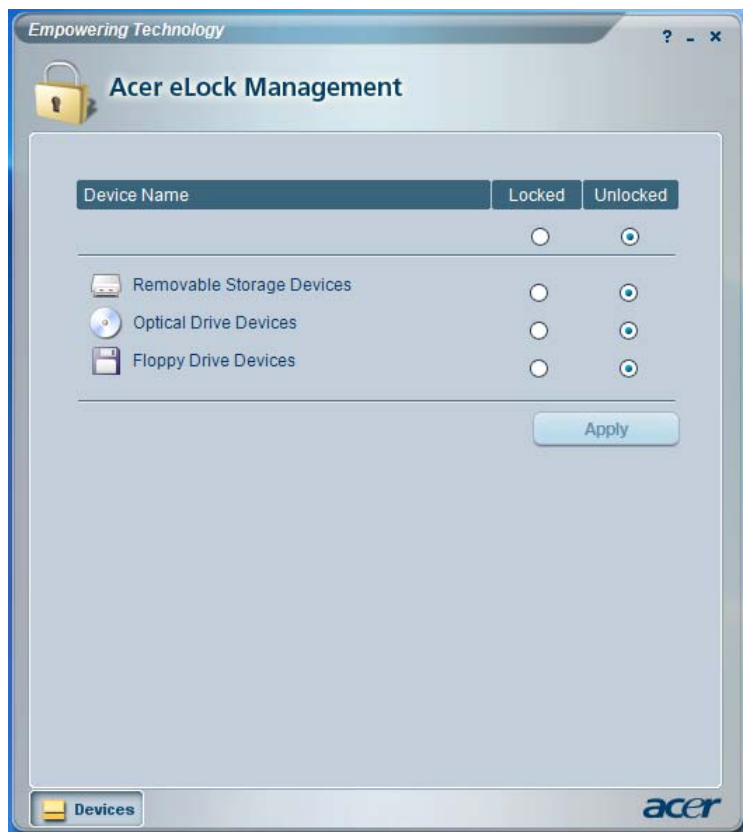 Empowering Technology
? - x
Acer eLock Management
Device Name Locked Unlocked
Removable Storage Devices
Optical Drive Devices
Floppy Drive Devices
Apply
Devices
acer